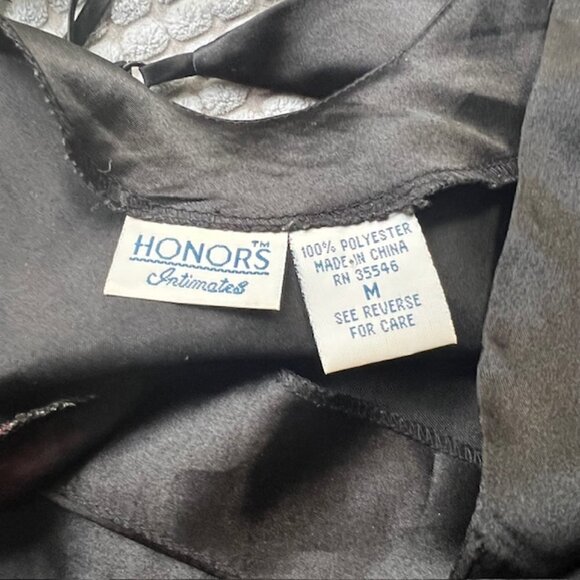 HONORS™
Intimates
100% POLYESTER
MADE IN CHINA
RN 35546
M
SEE REVERSE
FOR CARE